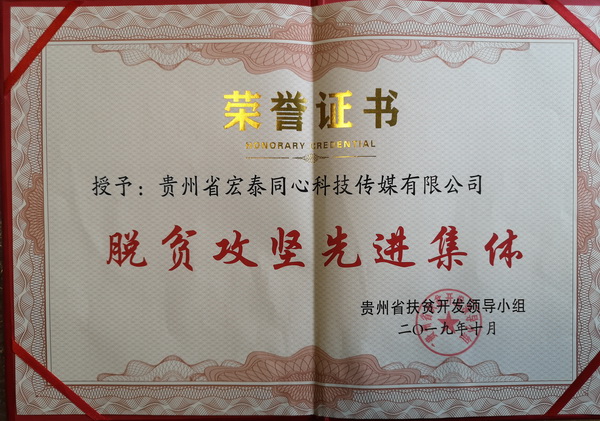 荣誉证书
HONORARY CREDENTIAL
授予：贵州省宏泰同心科技传媒有限公司
脱贫攻坚先进集体
贵州省扶贫开发领导小组
二〇一九年十月